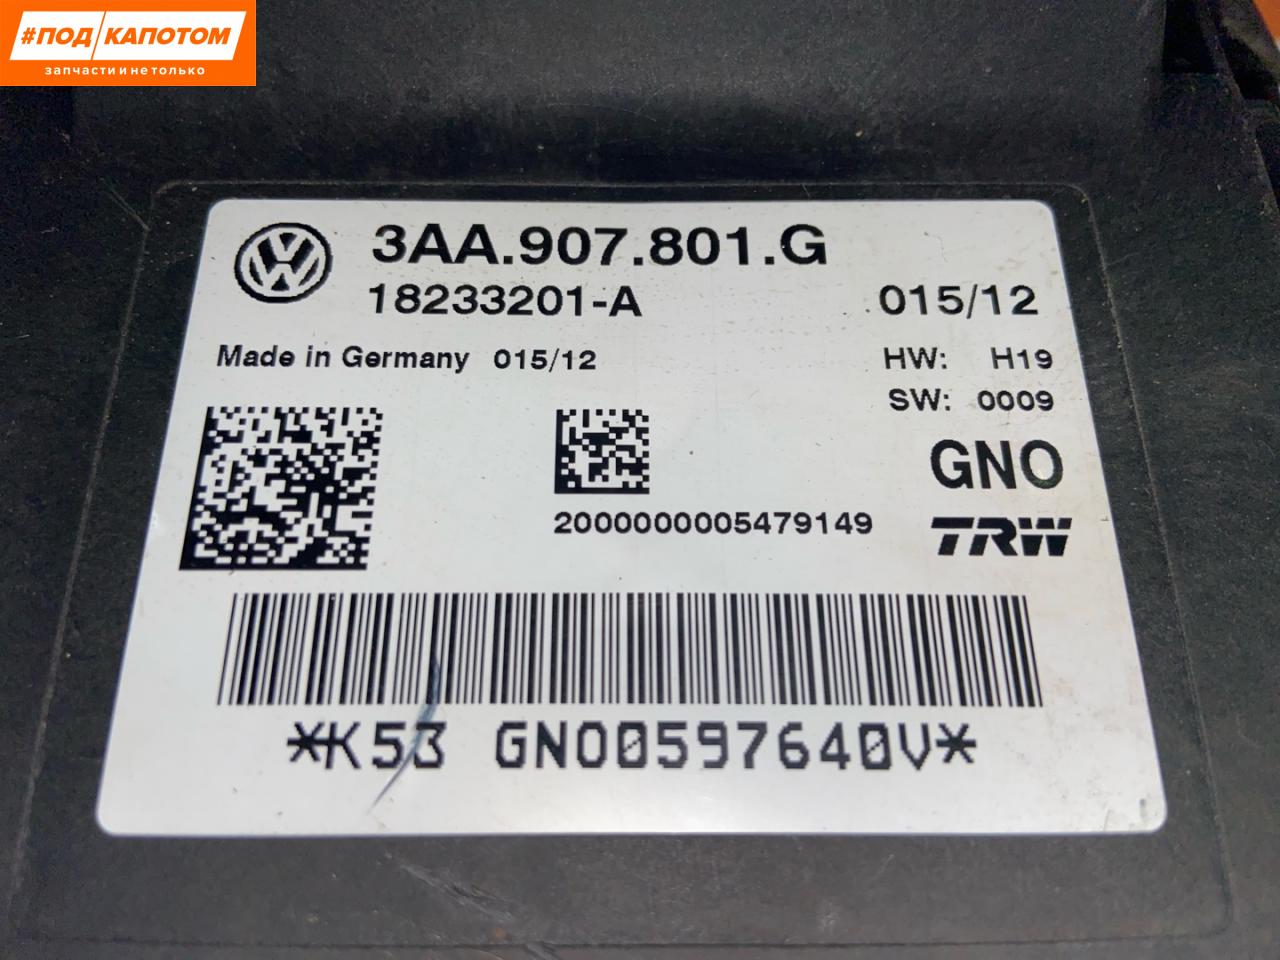 #ПОД/КАПОТОМ
запчасти и не только
3AA.907.801.G
18233201-A
015/12
Made in Germany 015/12
HW: H19
SW: 0009
GNO
2000000005479149
TRW
*K53 GNO00597640V*